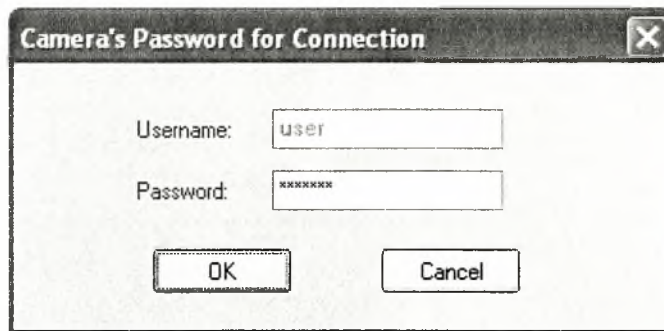 Camera's Password for Connection
Username: user
Password: *******
OK Cancel